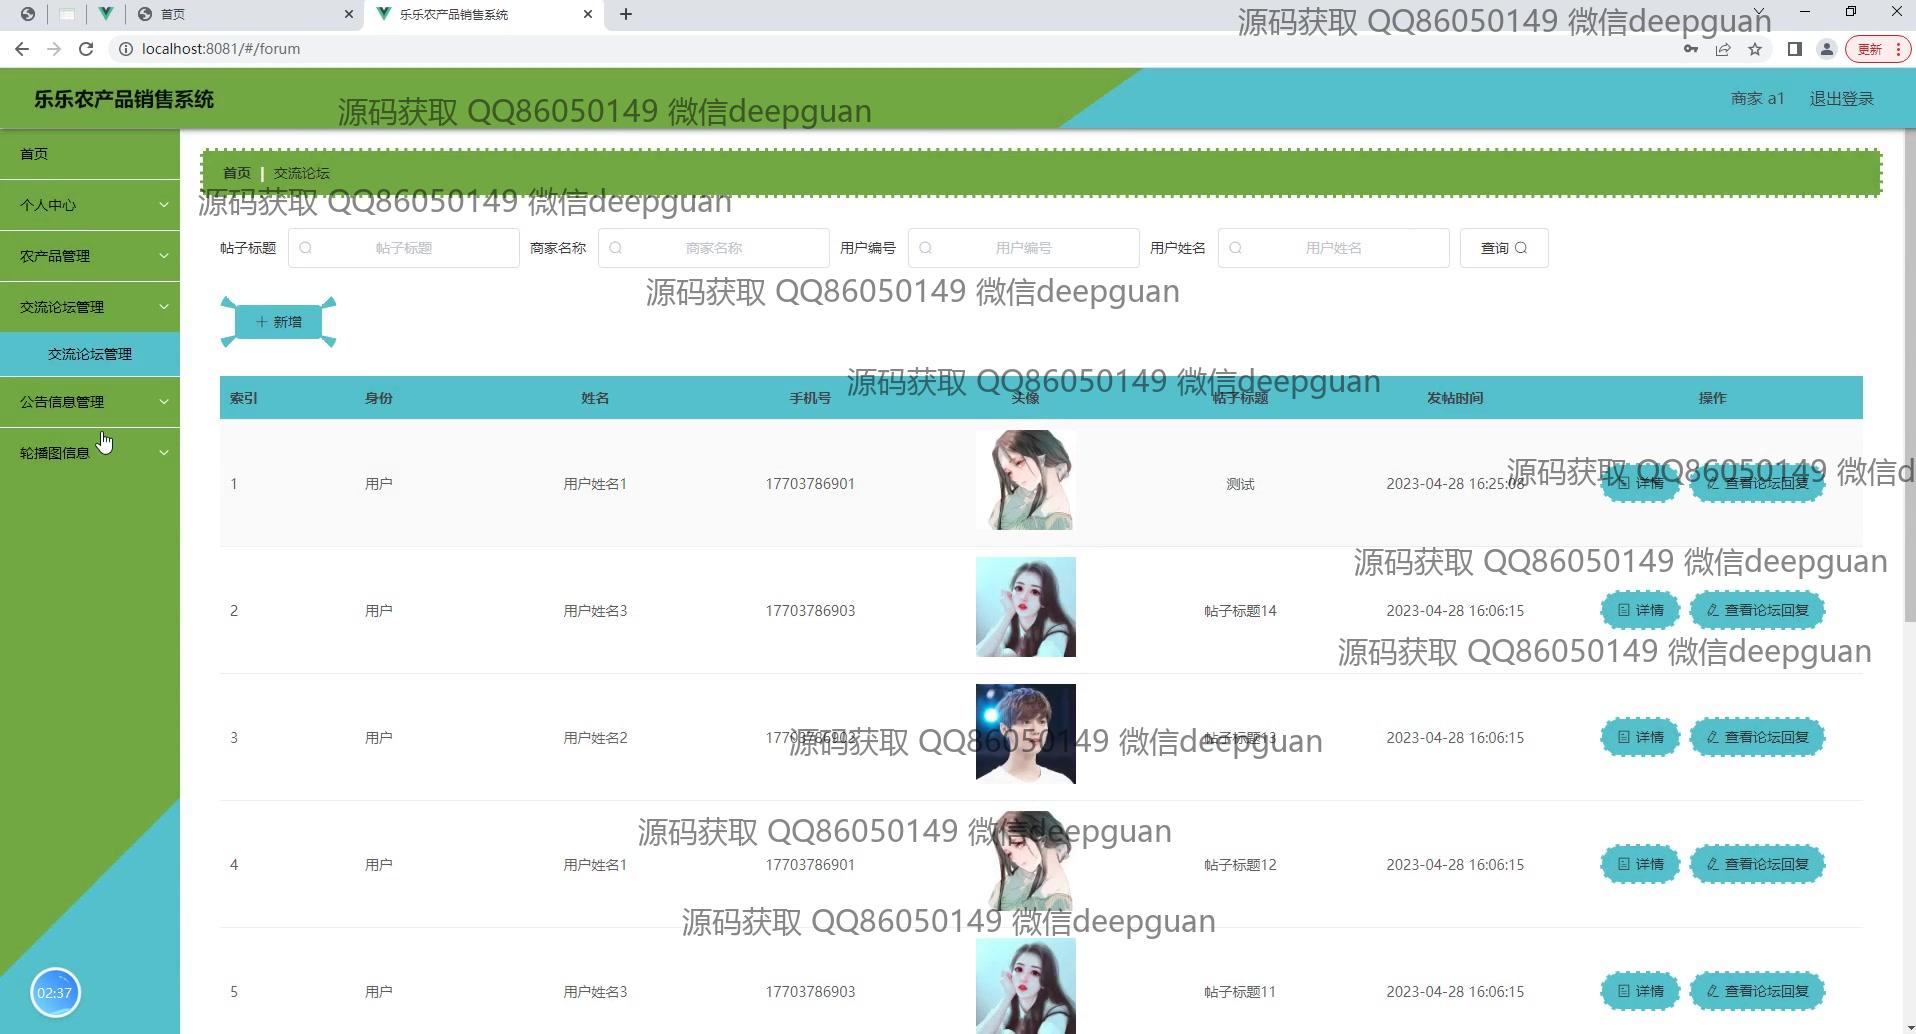 首页
乐乐农产品销售系统
源码获取 QQ86050149 微信deepguan
localhost:8081/#/forum
更新
乐乐农产品销售系统
源码获取 QQ86050149 微信deepguan
商家 a1
退出登录
首页
个人中心
农产品管理
交流论坛管理
交流论坛管理
公告信息管理
轮播图信息
02:37
首页 | 交流论坛
源码获取 QQ86050149 微信deepguan
帖子标题 帖子标题 商家名称 商家名称 用户编号 用户编号 用户姓名 用户姓名 查询
源码获取 QQ86050149 微信deepguan
+ 新增
源码获取 QQ86050149 微信deepguan
索引 身份 姓名 手机号 头像 帖子标题 发帖时间 操作
源码获取 QQ86050149 微信d
1 用户 用户姓名1 17703786901 测试 2023-04-28 16:25:08 详情 查看论坛回复
源码获取 QQ86050149 微信deepguan
2 用户 用户姓名3 17703786903 帖子标题14 2023-04-28 16:06:15 详情 查看论坛回复
源码获取 QQ86050149 微信deepguan
3 用户 用户姓名2 17703786902 帖子标题13 2023-04-28 16:06:15 详情 查看论坛回复
源码获取 QQ86050149 微信deepguan
源码获取 QQ86050149 微信deepguan
4 用户 用户姓名1 17703786901 帖子标题12 2023-04-28 16:06:15 详情 查看论坛回复
源码获取 QQ86050149 微信deepguan
5 用户 用户姓名3 17703786903 帖子标题11 2023-04-28 16:06:15 详情 查看论坛回复